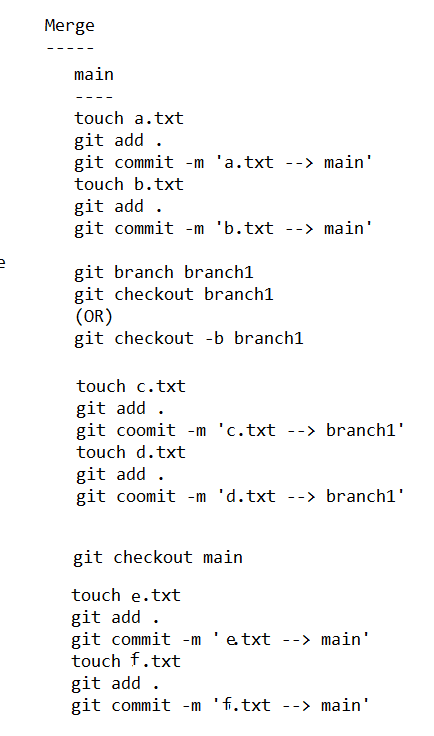 Merge
-----
main
----
touch a.txt
git add .
git commit -m 'a.txt --> main'
touch b.txt
git add .
git commit -m 'b.txt --> main'
e
git branch branch1
git checkout branch1
(OR)
git checkout -b branch1
touch c.txt
git add .
git coomit -m 'c.txt --> branch1'
touch d.txt
git add .
git coomit -m 'd.txt --> branch1'
git checkout main
touch e.txt
git add .
git commit -m ' e.txt --> main'
touch f.txt
git add .
git commit -m 'f.txt --> main'